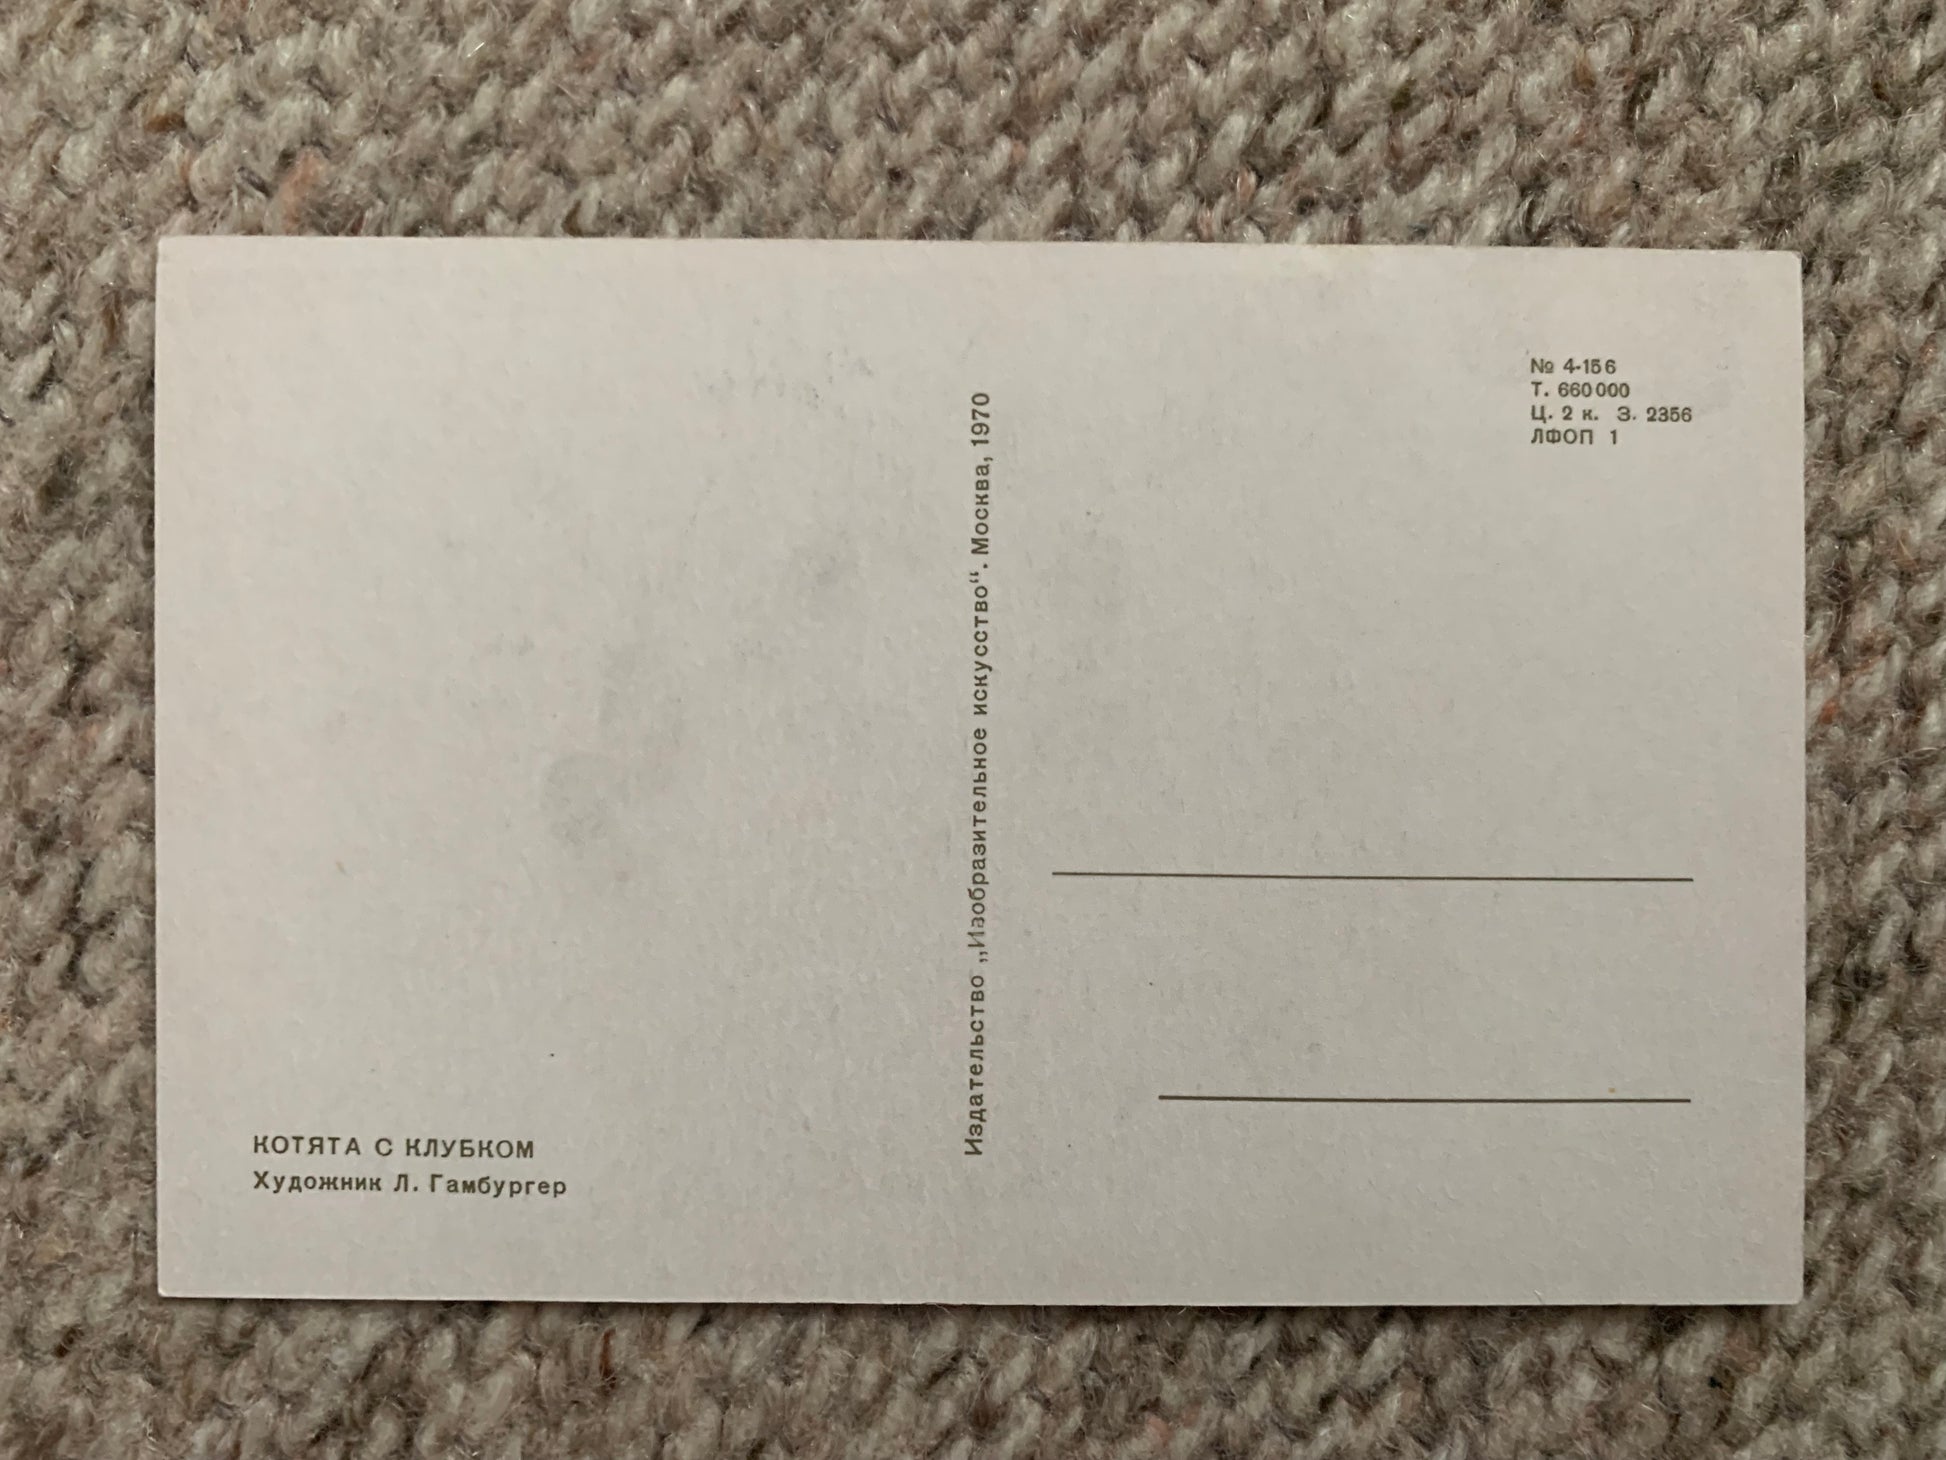 № 4-156
Т. 660 000
Ц. 2 к. З. 2356
ЛФОП 1
Издательство „Изобразительное искусство“. Москва, 1970
КОТЯТА С КЛУБКОМ
Художник Л. Гамбургер